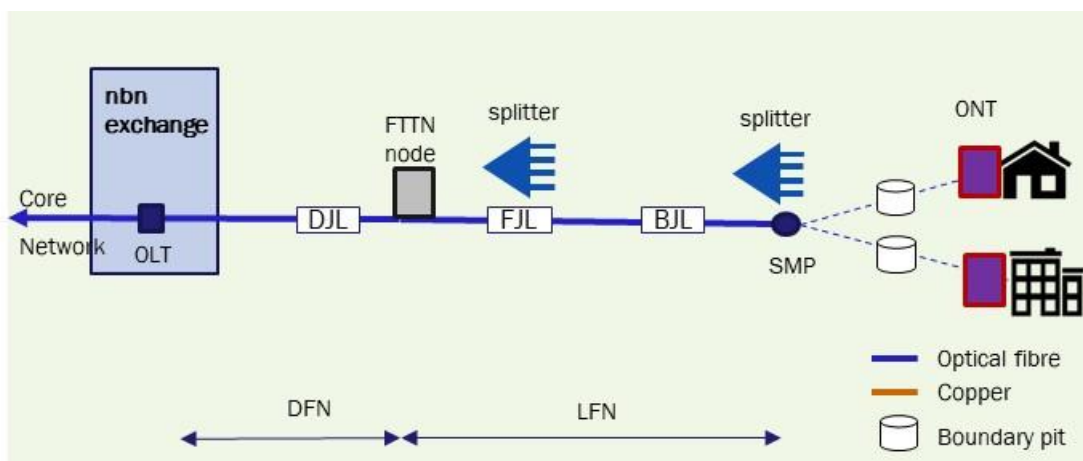 nbn
exchange
Core
Network
OLT
DJL
FTTN
node
splitter
FJL
BJL
splitter
SMP
ONT
DFN
LFN
Optical fibre
Copper
Boundary pit